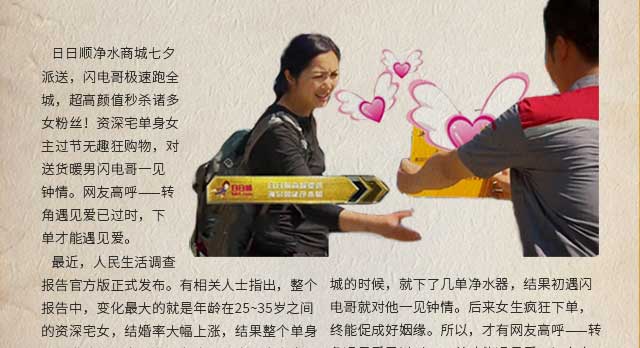 日日顺净水商城七夕
派送，闪电哥极速跑全
城，超高颜值秒杀诸多
女粉丝！资深宅单身女
主过节无趣狂购物，对
送货暖男闪电哥一见
钟情。网友高呼——转
角遇见爱已过时，下
单才能遇见爱。
最近，人民生活调查
报告官方版正式发布。有相关人士指出，整个
报告中，变化最大的就是年龄在25~35岁之间
的资深宅女，结婚率大幅上涨，结果整个单身
城的时候，就下了几单净水器，结果初遇闪
电哥就对他一见钟情。后来女生疯狂下单，
终能促成好姻缘。所以，才有网友高呼——转